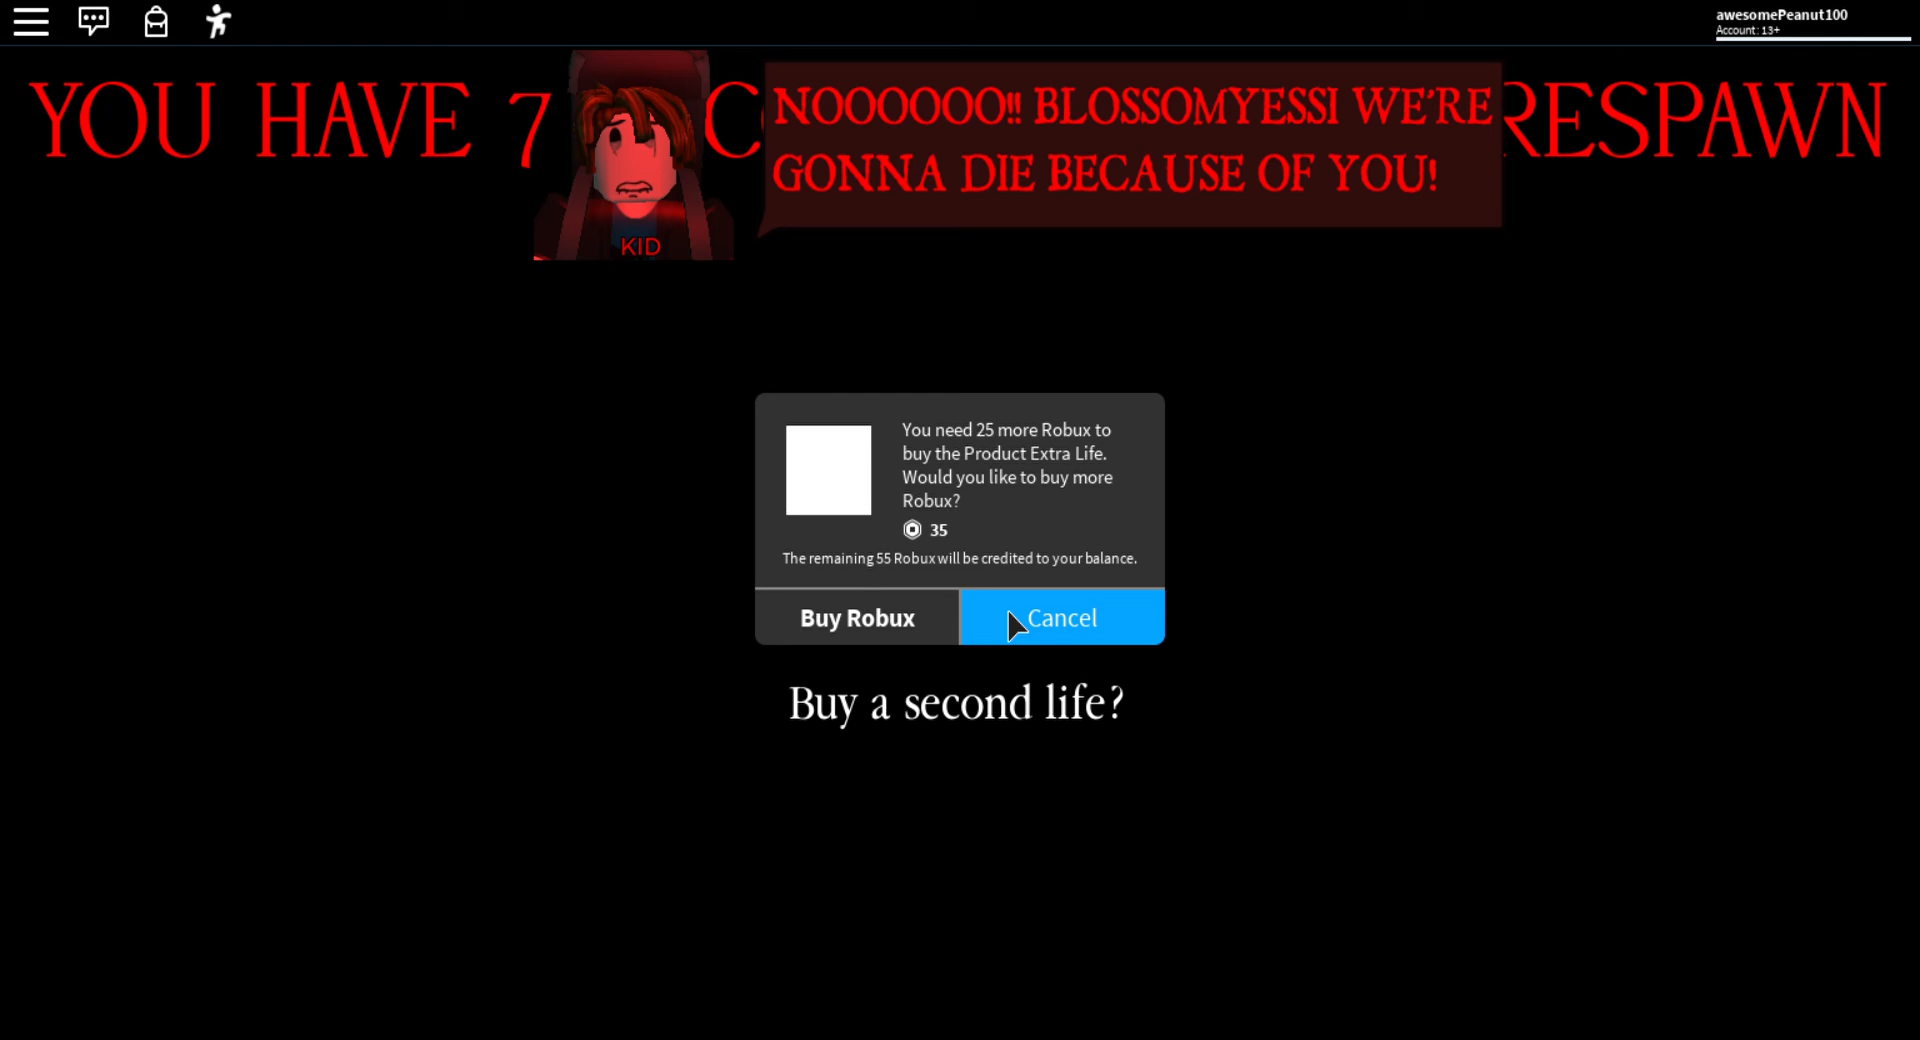 awesomePeanut100
Account: 13+
YOU HAVE 7 RESPAWN
NOOOOOO!! BLOSSOMYESSI WE'RE
GONNA DIE BECAUSE OF YOU!
KID
You need 25 more Robux to
buy the Product Extra Life.
Would you like to buy more
Robux?
35
The remaining 55 Robux will be credited to your balance.
Buy Robux Cancel
Buy a second life?